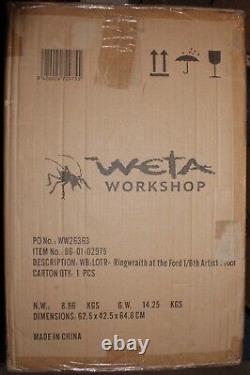 WETA
WORKSHOP
PO No: WW26363
ITEM NO: 86-01-02975
DESCRIPTION: WB.LOTR- Ringwraith at the Ford 1/6th Artist
CARTON QTY: 1 PCS
N.W.: 8.86 KGS G.W. 14.25 KGS
DIMENSIONS: 62.5 X 42.5 X 64.8 CM
MADE IN CHINA